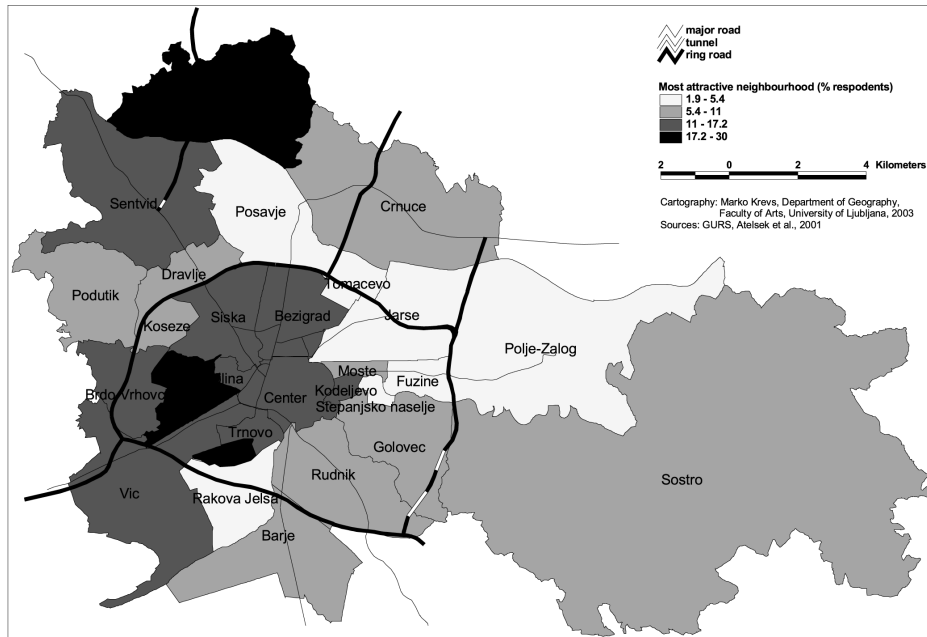 major road
tunnel
ring road
Most attractive neighbourhood (% respodents)
1.9 - 5.4
5.4 - 11
11 - 17.2
17.2 - 30
2 0 2 4 Kilometers
Cartography: Marko Krevs, Department of Geography,
Faculty of Arts, University of Ljubljana, 2003
Sources: GURS, Atelsek et al., 2001
Sentvid
Posavje
Crnuce
Dravlje
Tomacevo
Podutik
Koseze
Siska
Bezigrad
Jarse
Polje-Zalog
Moste
Fuzine
Brdo
Vrhovc
Center
Kodeljevo
Stepanjsko naselje
Trnovo
Golovec
Rudnik
Sostro
Vic
Rakova Jelsa
Barje